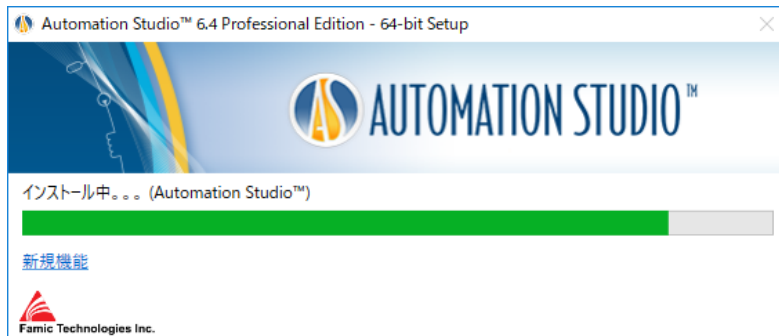 Automation Studio™ 6.4 Professional Edition - 64-bit Setup
AUTOMATION STUDIO™
インストール中。。。(Automation Studio™)
新規機能
Famic Technologies Inc.